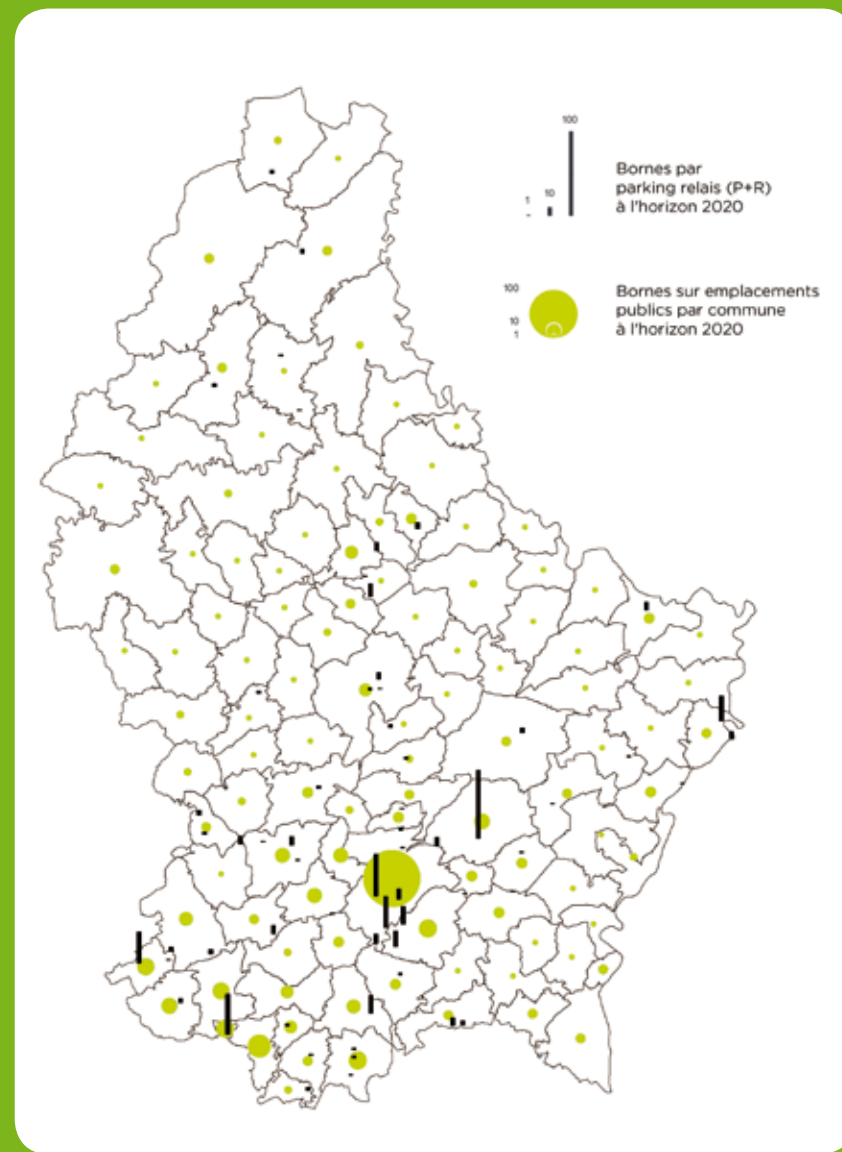 100
10
1
Bornes par
parking relais (P+R)
à l'horizon 2020
100
10
1
Bornes sur emplacements
publics par commune
à l'horizon 2020